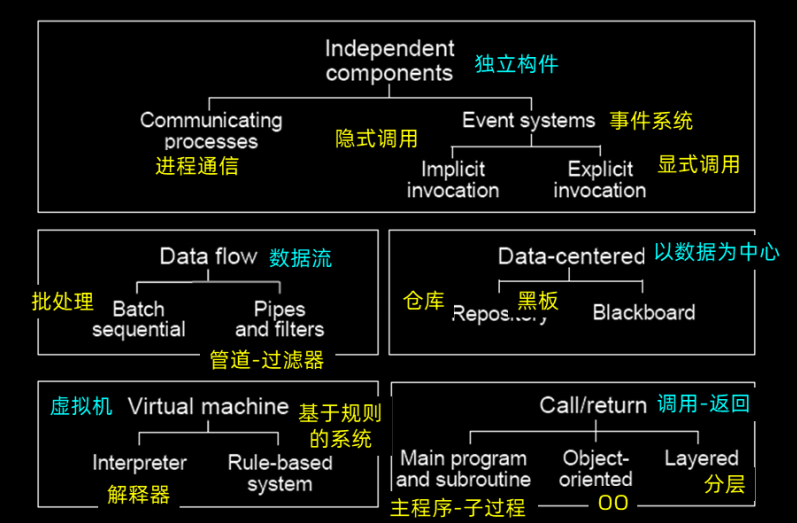 Independent
components
独立构件
Communicating
processes
进程通信
隐式调用
Event systems
事件系统
Implicit
invocation
Explicit
invocation
显式调用
Data flow
数据流
批处理
Batch
sequential
Pipes
and filters
管道-过滤器
Data-centered
以数据为中心
仓库
Repository
黑板
Blackboard
虚拟机
Virtual machine
基于规则
的系统
Interpreter
解释器
Rule-based
system
Call/return
调用-返回
Main program
and subroutine
主程序-子过程
Object-
oriented
OO
Layered
分层